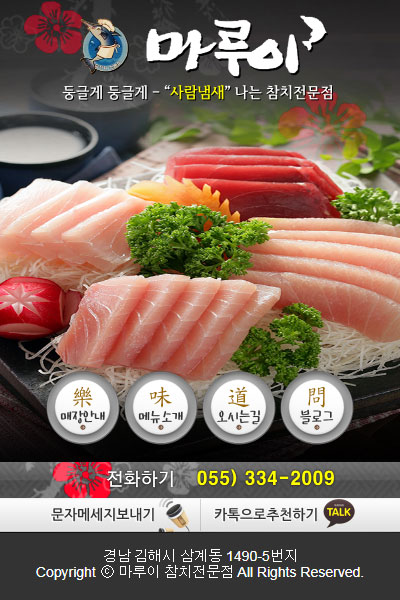 마루이
둥글게 둥글게 - “사람냄새” 나는 참치전문점
樂 味 道 問
매장안내 메뉴소개 오시는길 블로그
전화하기 055) 334-2009
문자메세지보내기 카톡으로추천하기 TALK
경남 김해시 삼계동 1490-5번지
Copyright ⓒ 마루이 참치전문점 All Rights Reserved.